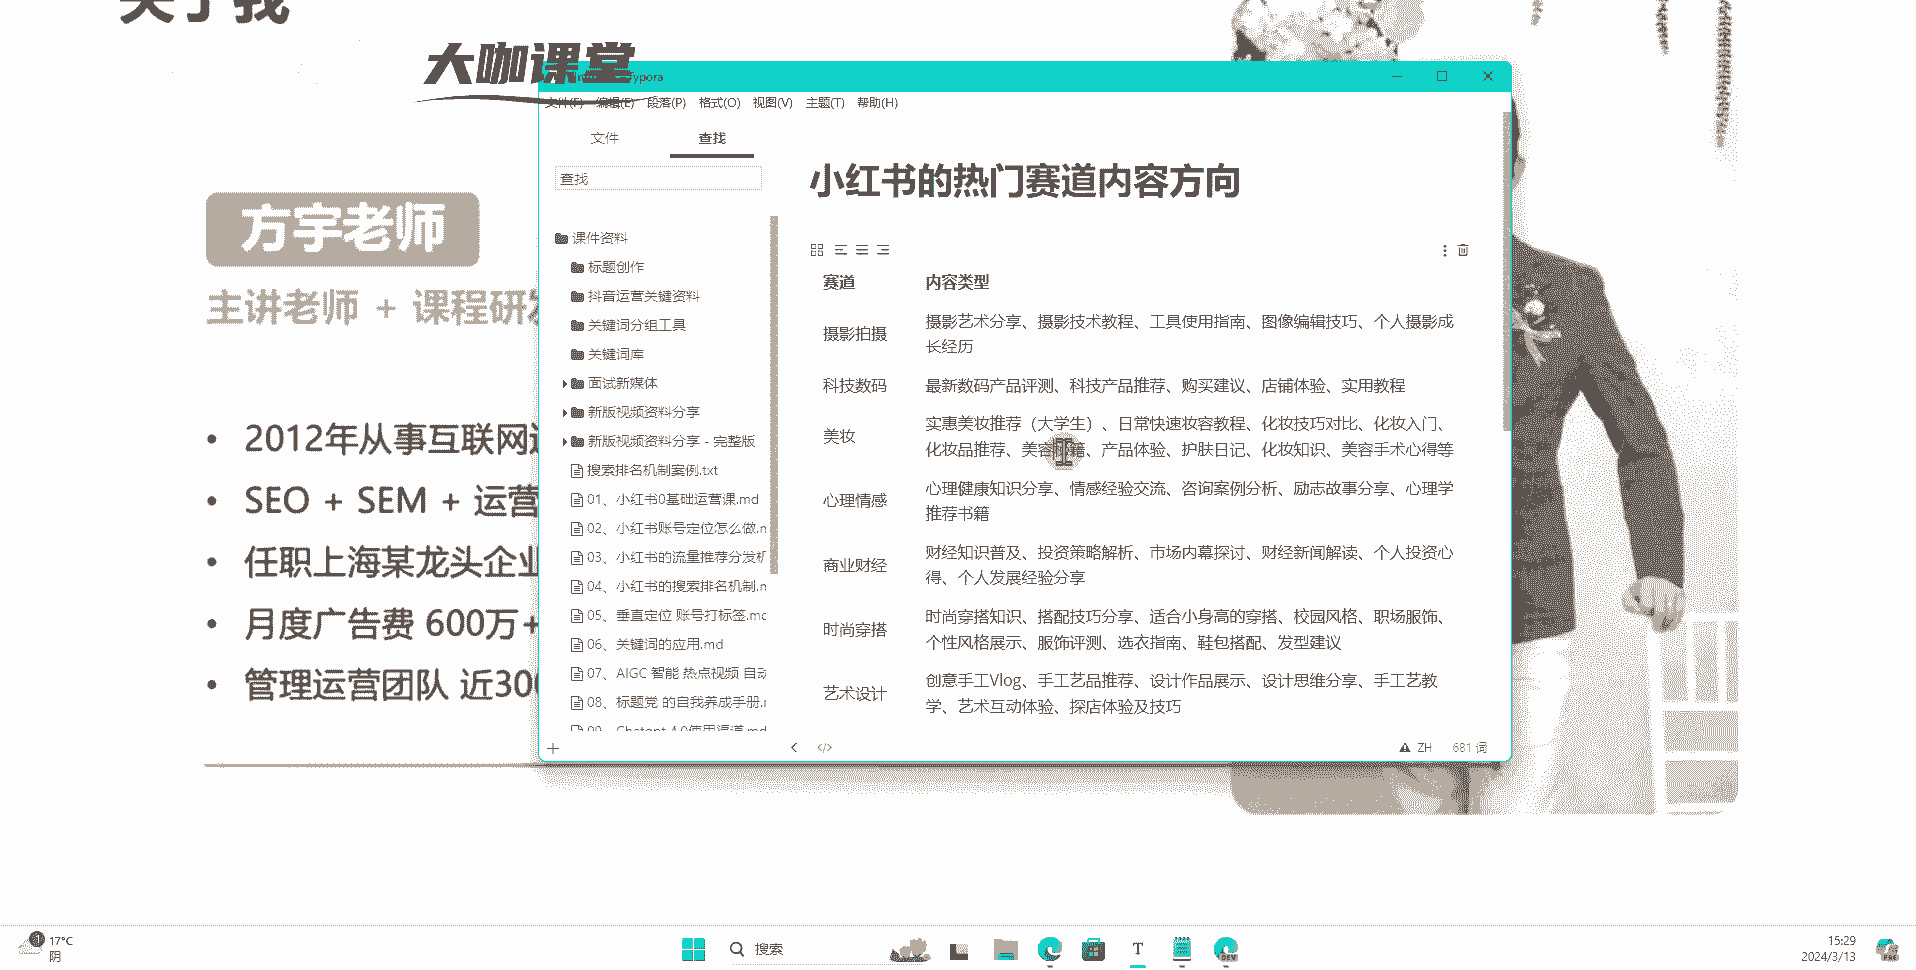 关于我
大咖课堂
Typora
文件(F) 编辑(E) 段落(P) 格式(O) 视图(V) 主题(T) 帮助(H)
文件 查找
查找
课件资料
标题创作
抖音运营关键资料
关键词分组工具
关键词库
面试新媒体
新版视频资料分享
新版视频资料分享 - 完整版
搜索排名机制案例.txt
01、小红书0基础运营课.md
02、小红书账号定位怎么做.m
03、小红书的流量推荐分发机
04、小红书的搜索排名机制.m
05、垂直定位 账号打标签.mc
06、关键词的应用.md
07、AIGC 智能 热点视频 自动
08、标题党 的自我养成手册.
09、Chatgpt 4.0使用渠道.md
小红书的热门赛道内容方向
赛道 内容类型
摄影拍摄 摄影艺术分享、摄影技术教程、工具使用指南、图像编辑技巧、个人摄影成
长经历
科技数码 最新数码产品评测、科技产品推荐、购买建议、店铺体验、实用教程
美妆 实惠美妆推荐（大学生）、日常快速妆容教程、化妆技巧对比、化妆入门、
化妆品推荐、美容书籍、产品体验、护肤日记、化妆知识、美容手术心得等
心理情感 心理健康知识分享、情感经验交流、咨询案例分析、励志故事分享、心理学
推荐书籍
商业财经 财经知识普及、投资策略解析、市场内幕探讨、财经新闻解读、个人投资心
得、个人发展经验分享
时尚穿搭 时尚穿搭知识、搭配技巧分享、适合小身高的穿搭、校园风格、职场服饰、
个性风格展示、服饰评测、选衣指南、鞋包搭配、发型建议
艺术设计 创意手工Vlog、手工艺品推荐、设计作品展示、设计思维分享、手工艺教
学、艺术互动体验、探店体验及技巧
ZH 681 词
方宇老师
主讲老师 + 课程研发
2012年从事互联网
SEO + SEM + 运营
任职上海某龙头企业
月度广告费 600万+
管理运营团队 近300
17°C
阴
搜索
15:29
2024/3/13